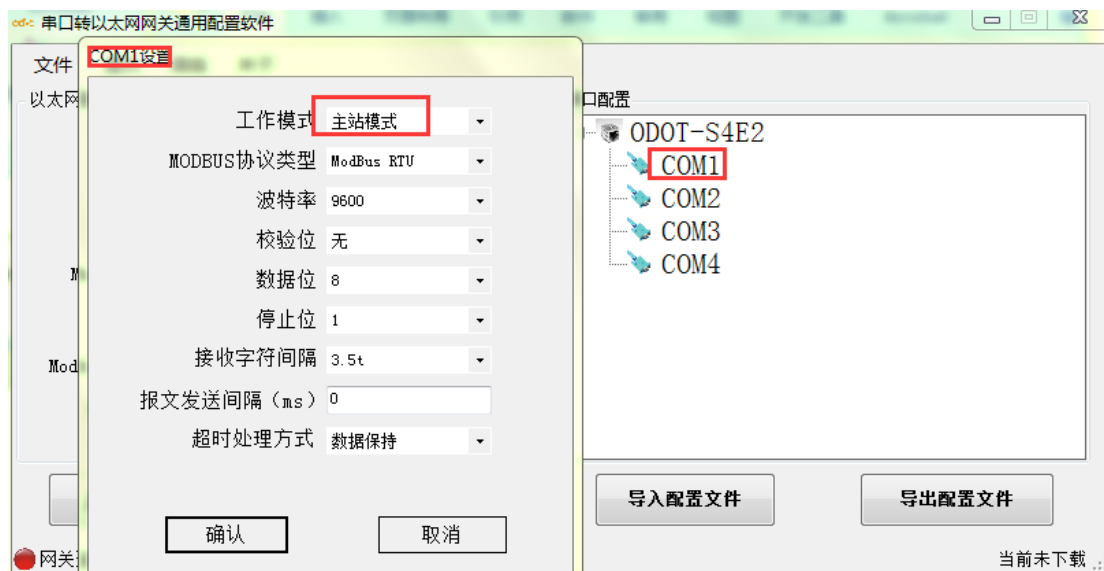 串口转以太网网关通用配置软件
文件
COM1设置
以太网
口配置
工作模式 主站模式
MODBUS协议类型 ModBus RTU
波特率 9600
校验位 无
数据位 8
停止位 1
接收字符间隔 3.5t
报文发送间隔（ms） 0
超时处理方式 数据保持
确认
取消
ODOT-S4E2
COM1
COM2
COM3
COM4
M
Mod
导入配置文件
导出配置文件
网关
当前未下载